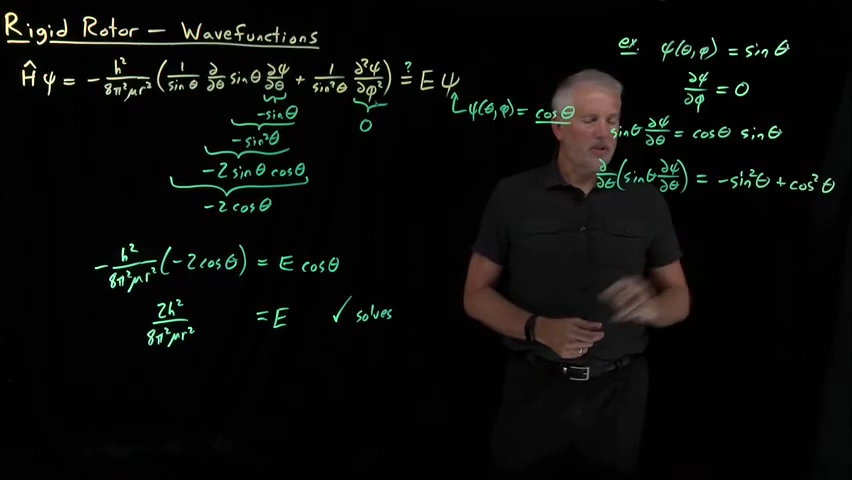 Rigid Rotor — Wavefunctions
Ĥψ = -h²/8π²μr² (1/sinθ ∂/∂θ sinθ ∂ψ/∂θ + 1/sin²θ ∂²ψ/∂φ²) ?= Eψ
-sinθ
0
-sin²θ
-2 sinθ cosθ
-2 cosθ
ψ(θ,φ) = cosθ
-h²/8π²μr² (-2cosθ) = E cosθ
2h²/8π²μr² = E ✓ solves
ex. ψ(θ,φ) = sinθ
∂ψ/∂φ = 0
sinθ ∂ψ/∂θ = cosθ sinθ
∂/∂θ (sinθ ∂ψ/∂θ) = -sin²θ + cos²θ